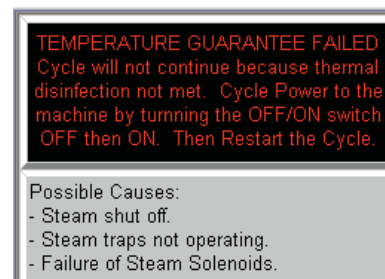 TEMPERATURE GUARANTEE FAILED
Cycle will not continue because thermal
disinfection not met.  Cycle Power to the
machine by turnning the OFF/ON switch
OFF then ON.  Then Restart the Cycle.
Possible Causes:
- Steam shut off.
- Steam traps not operating.
- Failure of Steam Solenoids.